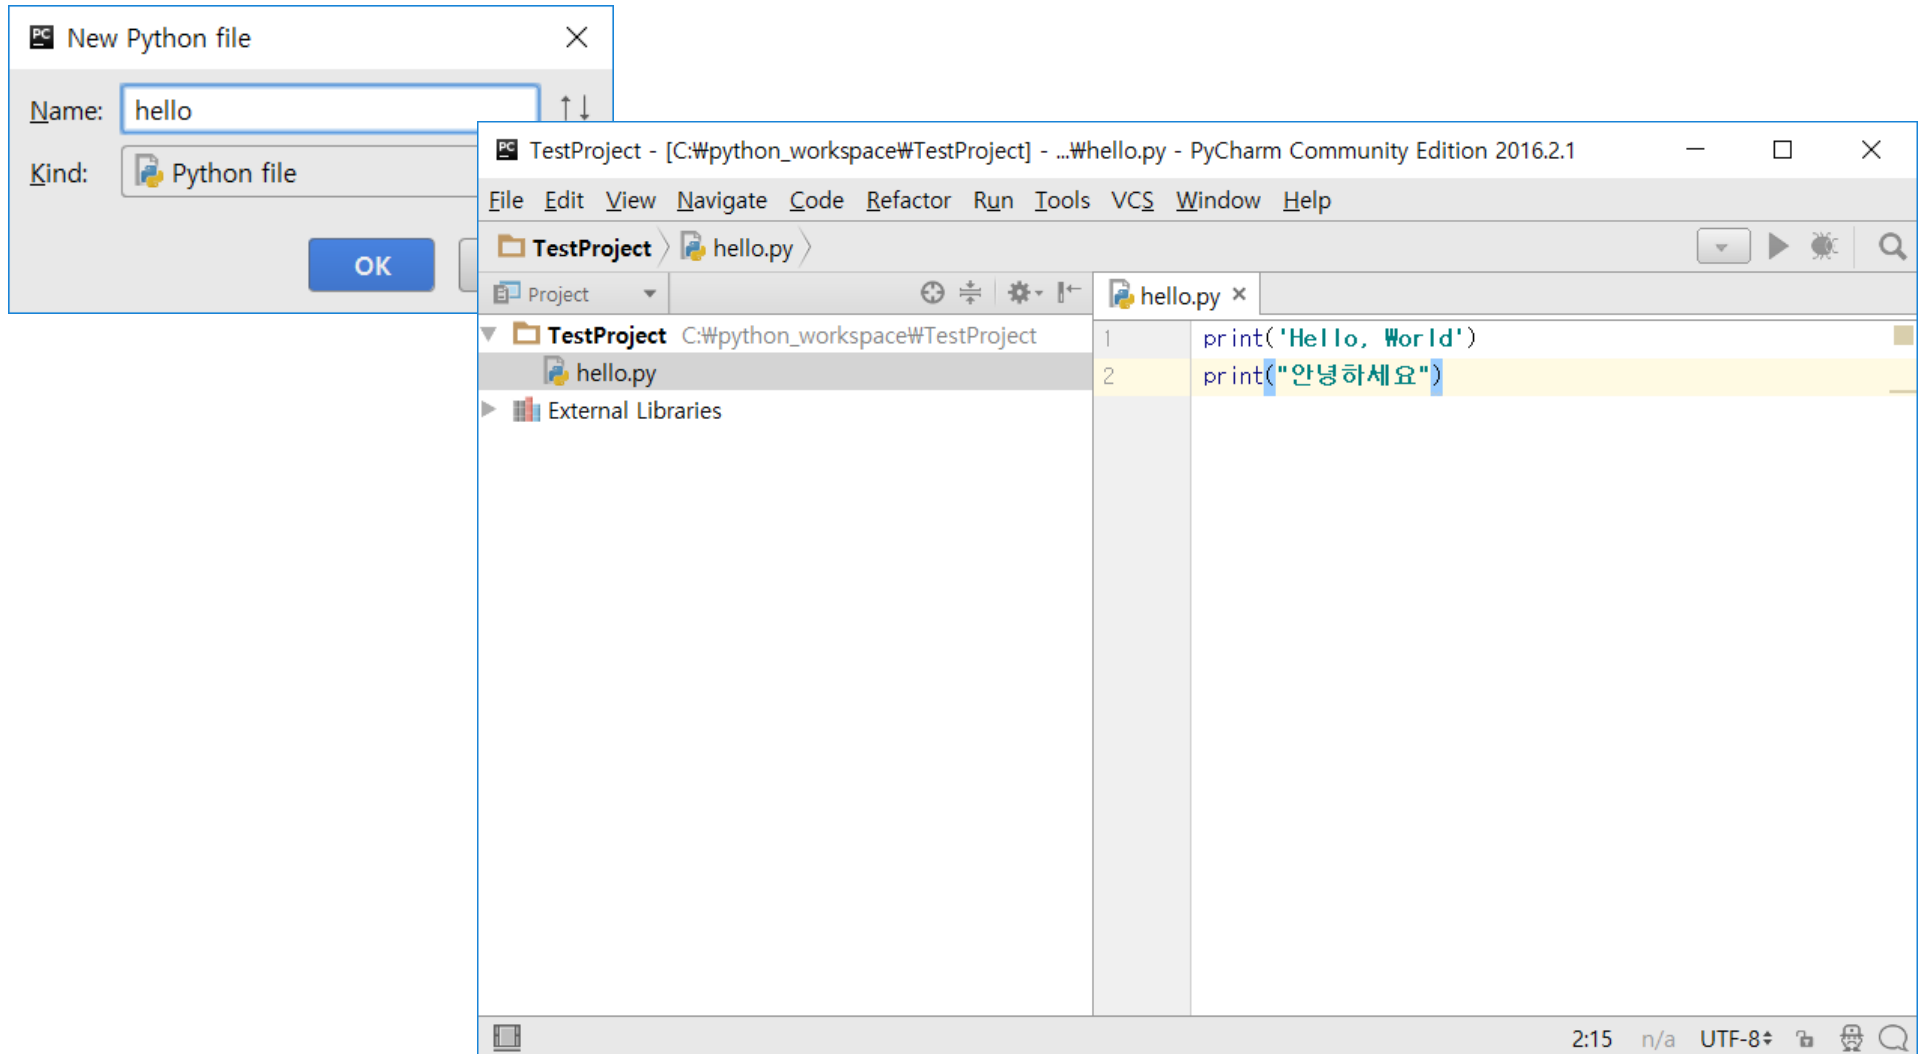 New Python file
Name: hello
Kind: Python file
OK
TestProject - [C:₩python_workspace₩TestProject] - ...₩hello.py - PyCharm Community Edition 2016.2.1
File Edit View Navigate Code Refactor Run Tools VCS Window Help
TestProject hello.py
Project
hello.py
TestProject C:₩python_workspace₩TestProject
hello.py
External Libraries
1 print('Hello, World')
2 print("안녕하세요")
2:15 n/a UTF-8